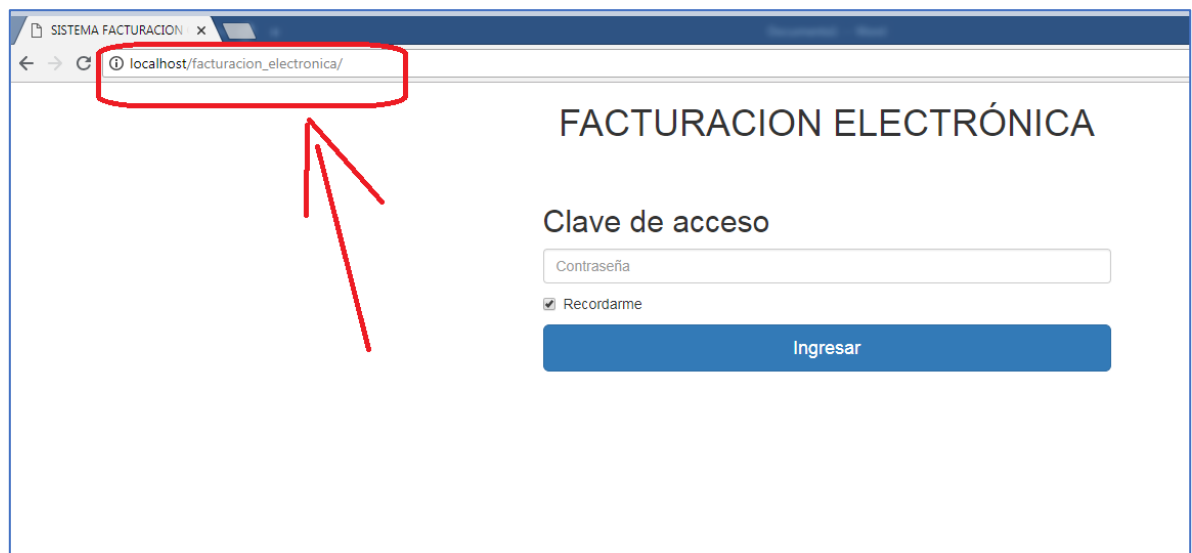 SISTEMA FACTURACION
localhost/facturacion_electronica/
FACTURACION ELECTRÓNICA
Clave de acceso
Contraseña
Recordarme
Ingresar